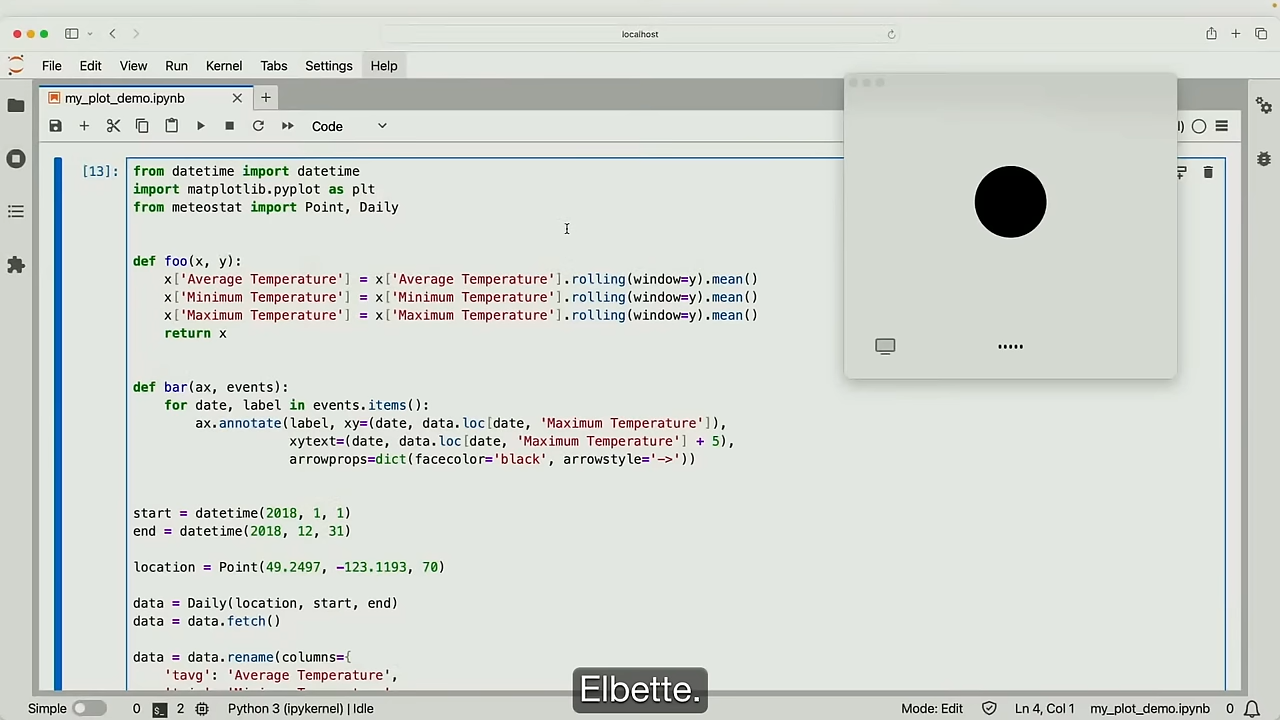 localhost
File Edit View Run Kernel Tabs Settings Help
my_plot_demo.ipynb
Code
[13]:
from datetime import datetime
import matplotlib.pyplot as plt
from meteostat import Point, Daily
def foo(x, y):
x['Average Temperature'] = x['Average Temperature'].rolling(window=y).mean()
x['Minimum Temperature'] = x['Minimum Temperature'].rolling(window=y).mean()
x['Maximum Temperature'] = x['Maximum Temperature'].rolling(window=y).mean()
return x
def bar(ax, events):
for date, label in events.items():
ax.annotate(label, xy=(date, data.loc[date, 'Maximum Temperature']),
xytext=(date, data.loc[date, 'Maximum Temperature'] + 5),
arrowprops=dict(facecolor='black', arrowstyle='->'))
start = datetime(2018, 1, 1)
end = datetime(2018, 12, 31)
location = Point(49.2497, -123.1193, 70)
data = Daily(location, start, end)
data = data.fetch()
data = data.rename(columns={
'tavg': 'Average Temperature',
Elbette.
Simple 0 2 Python 3 (ipykernel) | Idle Mode: Edit Ln 4, Col 1 my_plot_demo.ipynb 0